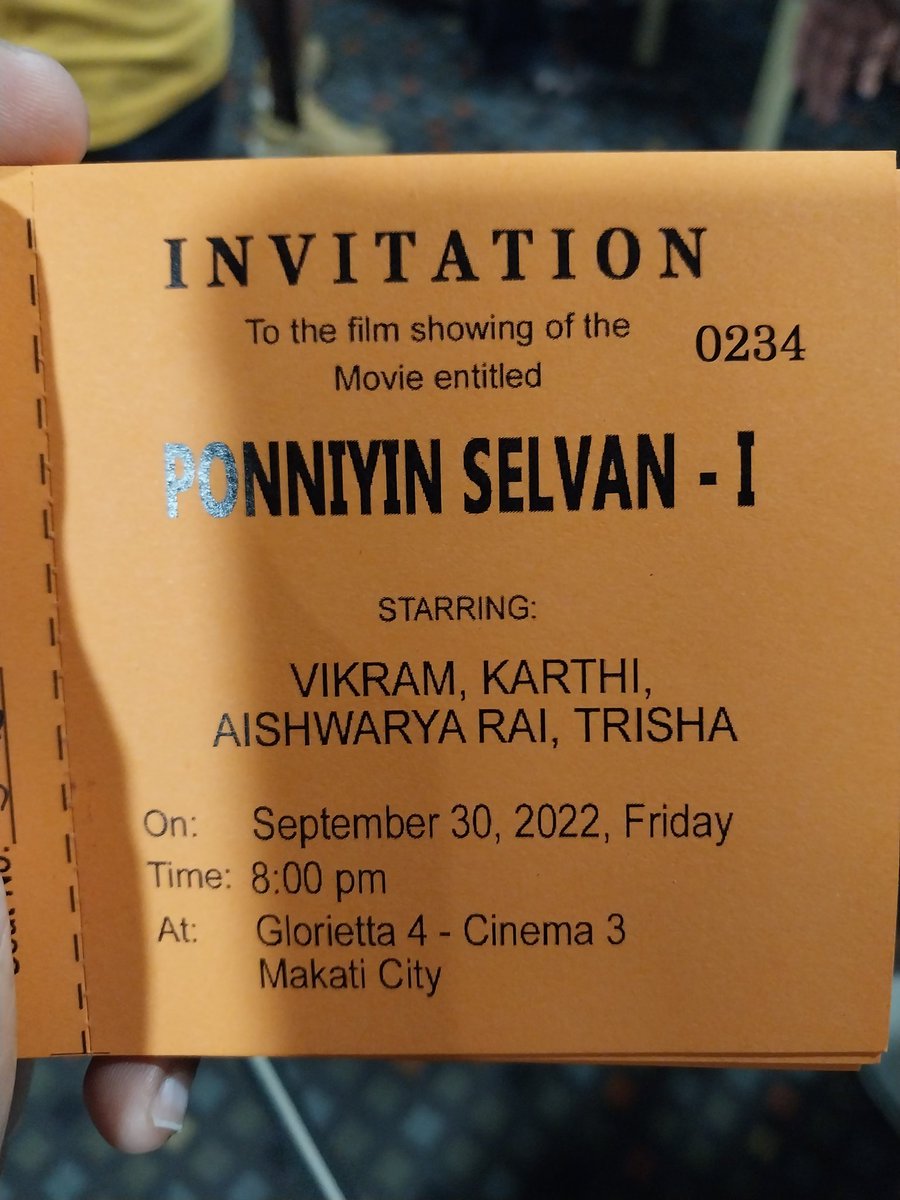 INVITATION
To the film showing of the
0234
Movie entitled
PONNIYIN SELVAN - I
STARRING:
VIKRAM, KARTHI,
AISHWARYA RAI, TRISHA
On: September 30, 2022, Friday
Time: 8:00 pm
At: Glorietta 4 - Cinema 3
Makati City